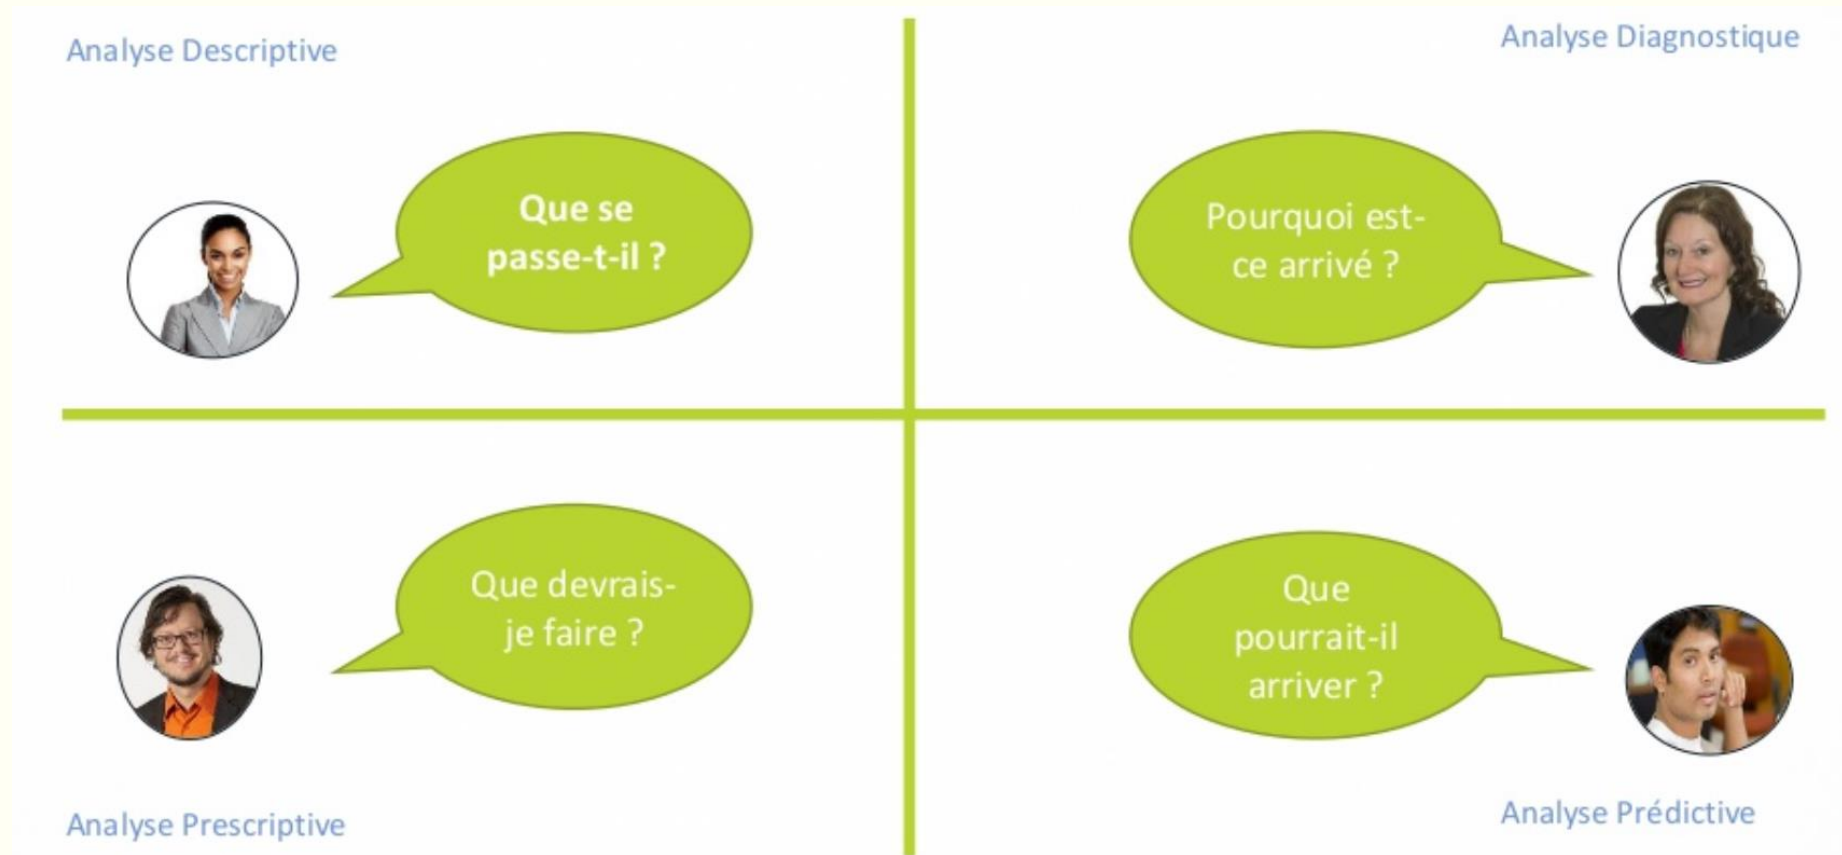 Analyse Descriptive
Analyse Diagnostique
Que se
passe-t-il ?
Pourquoi est-
ce arrivé ?
Que devrais-
je faire ?
Que
pourrait-il
arriver ?
Analyse Prescriptive
Analyse Prédictive